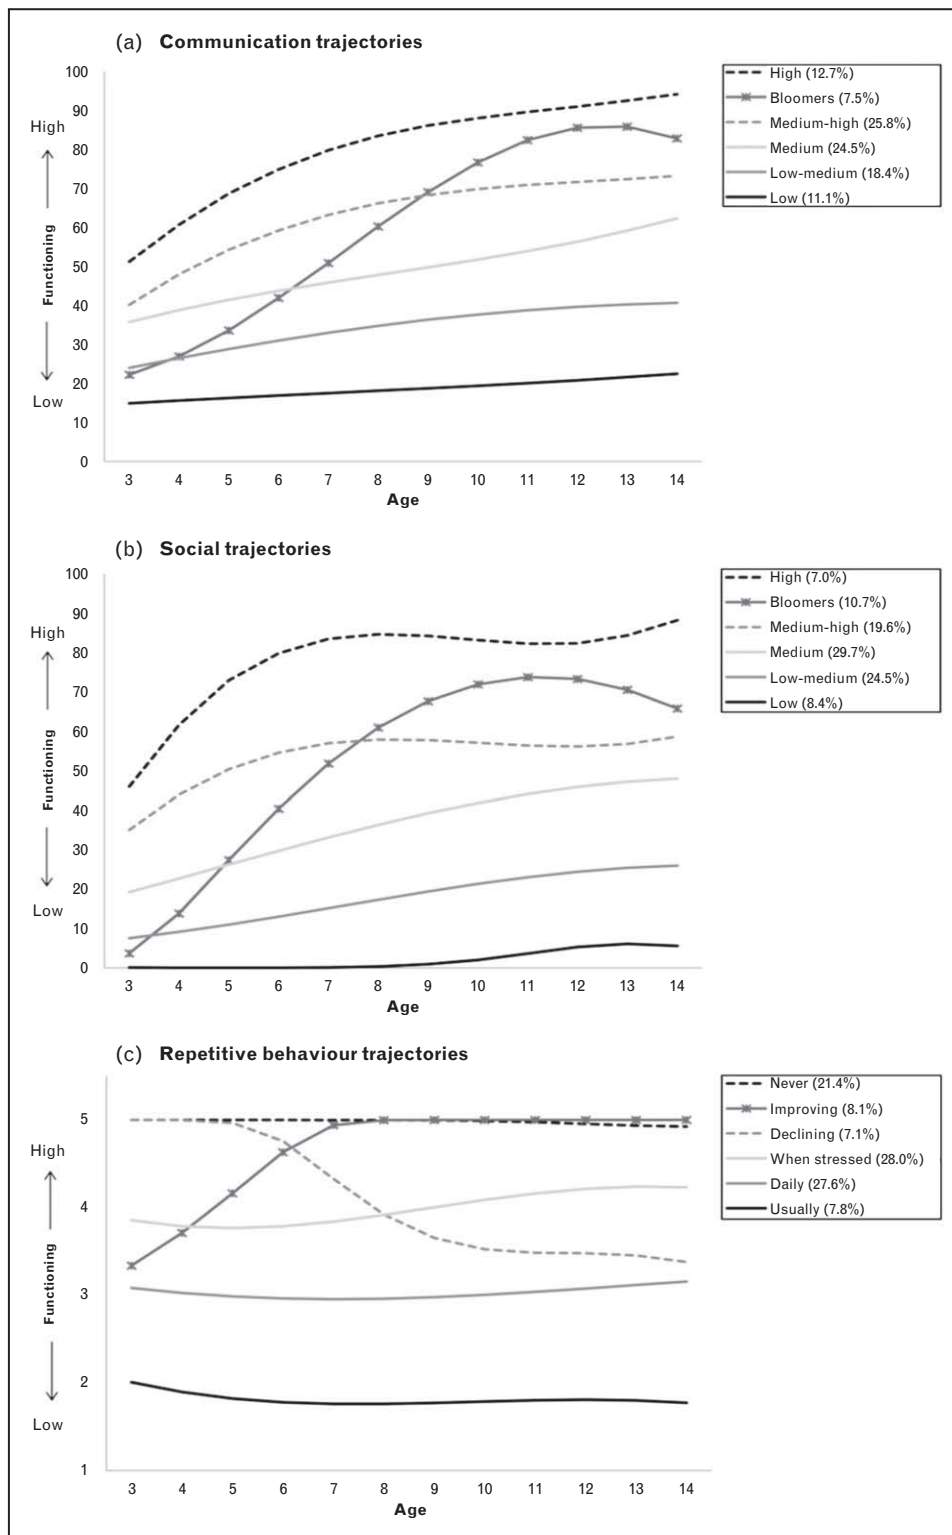 (a) Communication trajectories
100
90
80
70
60
50
40
30
20
10
0
High
Functioning
Low
3 4 5 6 7 8 9 10 11 12 13 14
Age
High (12.7%)
Bloomers (7.5%)
Medium-high (25.8%)
Medium (24.5%)
Low-medium (18.4%)
Low (11.1%)
(b) Social trajectories
100
90
80
70
60
50
40
30
20
10
0
High
Functioning
Low
3 4 5 6 7 8 9 10 11 12 13 14
Age
High (7.0%)
Bloomers (10.7%)
Medium-high (19.6%)
Medium (29.7%)
Low-medium (24.5%)
Low (8.4%)
(c) Repetitive behaviour trajectories
5
4
3
2
1
High
Functioning
Low
3 4 5 6 7 8 9 10 11 12 13 14
Age
Never (21.4%)
Improving (8.1%)
Declining (7.1%)
When stressed (28.0%)
Daily (27.6%)
Usually (7.8%)